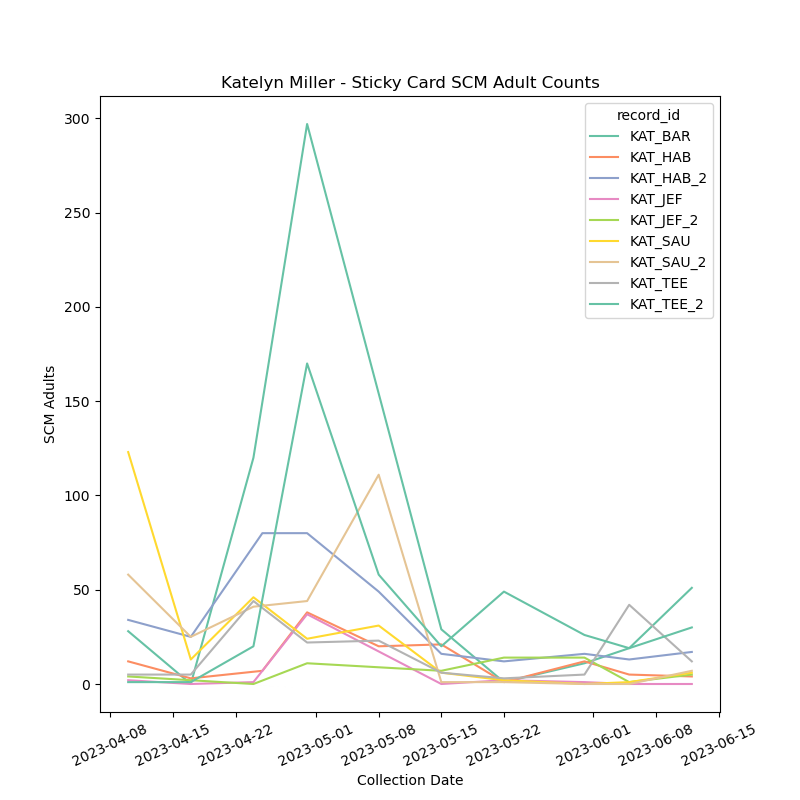 Katelyn Miller - Sticky Card SCM Adult Counts
record_id
KAT_BAR
KAT_HAB
KAT_HAB_2
KAT_JEF
KAT_JEF_2
KAT_SAU
KAT_SAU_2
KAT_TEE
KAT_TEE_2
300
250
200
150
100
50
0
SCM Adults
2023-04-08
2023-04-15
2023-04-22
2023-05-01
2023-05-08
2023-05-15
2023-05-22
2023-06-01
2023-06-08
2023-06-15
Collection Date